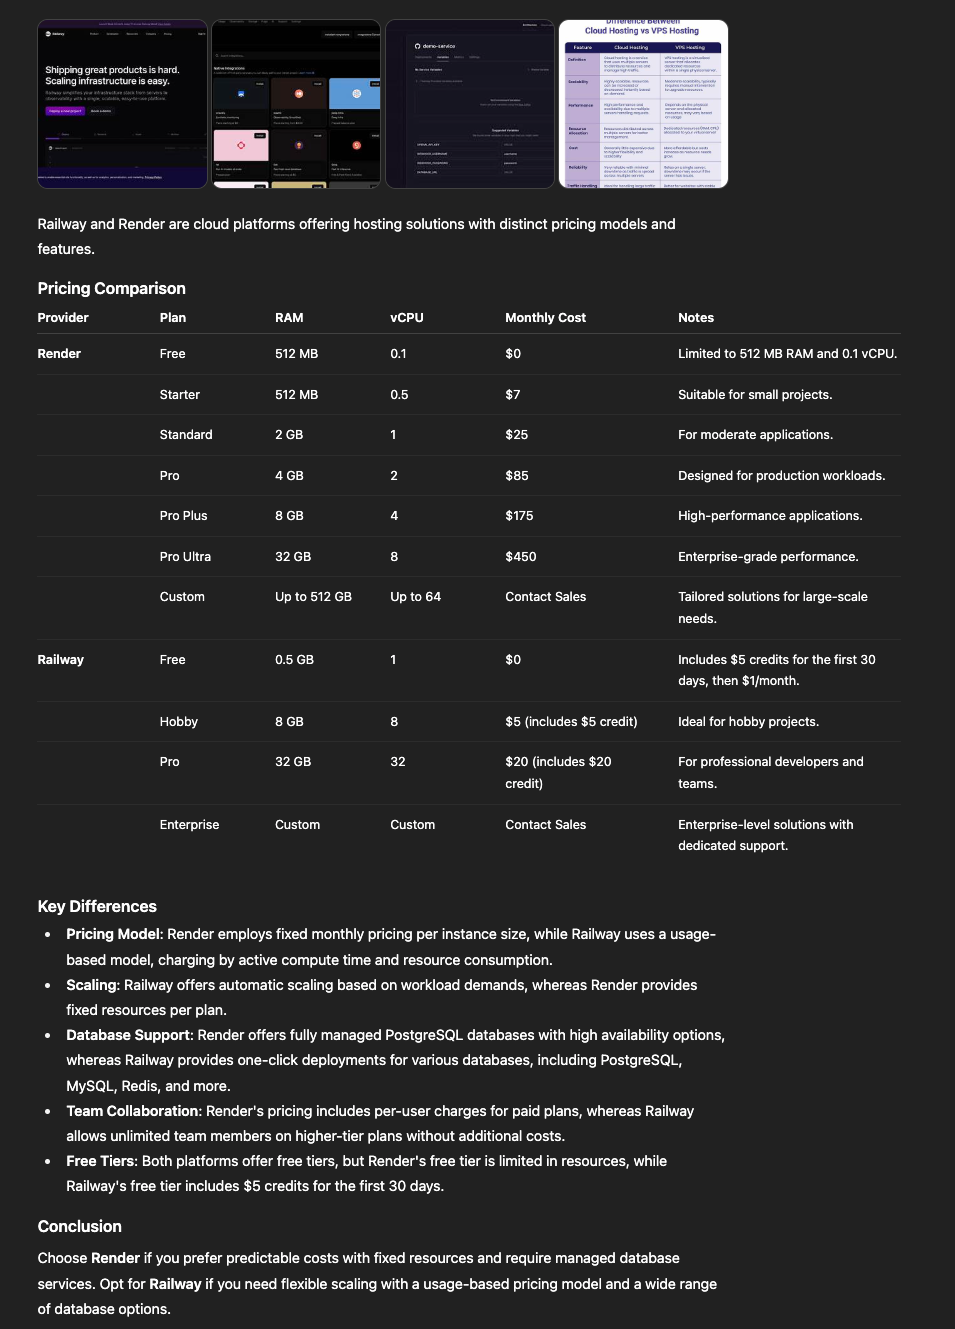 Railway
Shipping great products is hard.
Scaling infrastructure is easy.
demo-service
Difference Between
Cloud Hosting vs VPS Hosting
Feature Cloud Hosting VPS Hosting
Definition
Scalability
Performance
Resource
Allocation
Cost
Reliability
Traffic Handling
Railway and Render are cloud platforms offering hosting solutions with distinct pricing models and
features.
Pricing Comparison
Provider Plan RAM vCPU Monthly Cost Notes
Render Free 512 MB 0.1 $0 Limited to 512 MB RAM and 0.1 vCPU.
Starter 512 MB 0.5 $7 Suitable for small projects.
Standard 2 GB 1 $25 For moderate applications.
Pro 4 GB 2 $85 Designed for production workloads.
Pro Plus 8 GB 4 $175 High-performance applications.
Pro Ultra 32 GB 8 $450 Enterprise-grade performance.
Custom Up to 512 GB Up to 64 Contact Sales Tailored solutions for large-scale
needs.
Railway Free 0.5 GB 1 $0 Includes $5 credits for the first 30
days, then $1/month.
Hobby 8 GB 8 $5 (includes $5 credit) Ideal for hobby projects.
Pro 32 GB 32 $20 (includes $20 For professional developers and
credit) teams.
Enterprise Custom Custom Contact Sales Enterprise-level solutions with
dedicated support.
Key Differences
• Pricing Model: Render employs fixed monthly pricing per instance size, while Railway uses a usage-
based model, charging by active compute time and resource consumption.
• Scaling: Railway offers automatic scaling based on workload demands, whereas Render provides
fixed resources per plan.
• Database Support: Render offers fully managed PostgreSQL databases with high availability options,
whereas Railway provides one-click deployments for various databases, including PostgreSQL,
MySQL, Redis, and more.
• Team Collaboration: Render's pricing includes per-user charges for paid plans, whereas Railway
allows unlimited team members on higher-tier plans without additional costs.
• Free Tiers: Both platforms offer free tiers, but Render's free tier is limited in resources, while
Railway's free tier includes $5 credits for the first 30 days.
Conclusion
Choose Render if you prefer predictable costs with fixed resources and require managed database
services. Opt for Railway if you need flexible scaling with a usage-based pricing model and a wide range
of database options.